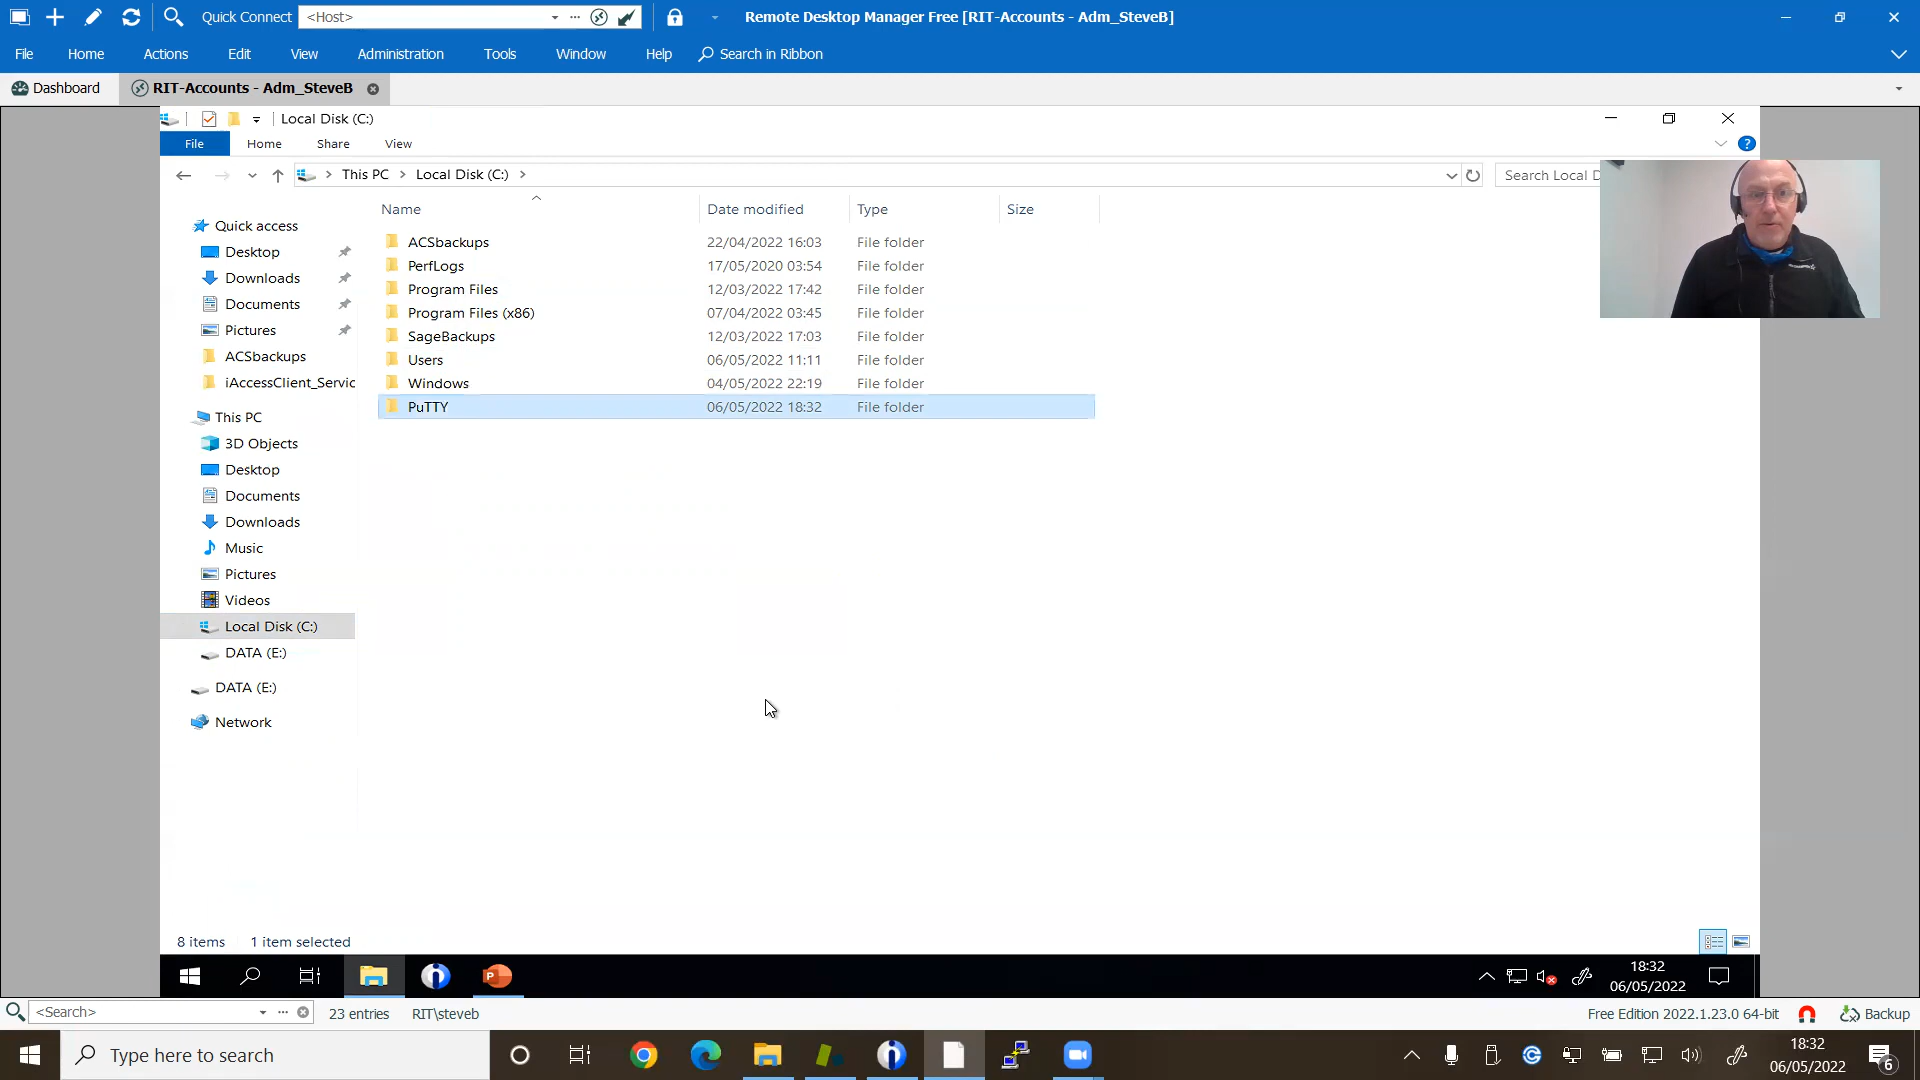 Quick Connect <Host> Remote Desktop Manager Free [RIT-Accounts - Adm_SteveB]
File Home Actions Edit View Administration Tools Window Help Search in Ribbon
Dashboard RIT-Accounts - Adm_SteveB
Local Disk (C:)
File Home Share View
This PC > Local Disk (C:) > Search Local D
Name Date modified Type Size
Quick access
Desktop
Downloads
Documents
Pictures
ACSbackups
iAccessClient_Servic
This PC
3D Objects
Desktop
Documents
Downloads
Music
Pictures
Videos
Local Disk (C:)
DATA (E:)
DATA (E:)
Network
ACSbackups 22/04/2022 16:03 File folder
PerfLogs 17/05/2020 03:54 File folder
Program Files 12/03/2022 17:42 File folder
Program Files (x86) 07/04/2022 03:45 File folder
SageBackups 12/03/2022 17:03 File folder
Users 06/05/2022 11:11 File folder
Windows 04/05/2022 22:19 File folder
PuTTY 06/05/2022 18:32 File folder
8 items 1 item selected
18:32
06/05/2022
<Search> 23 entries RIT\steveb Free Edition 2022.1.23.0 64-bit Backup
Type here to search
18:32
06/05/2022
6